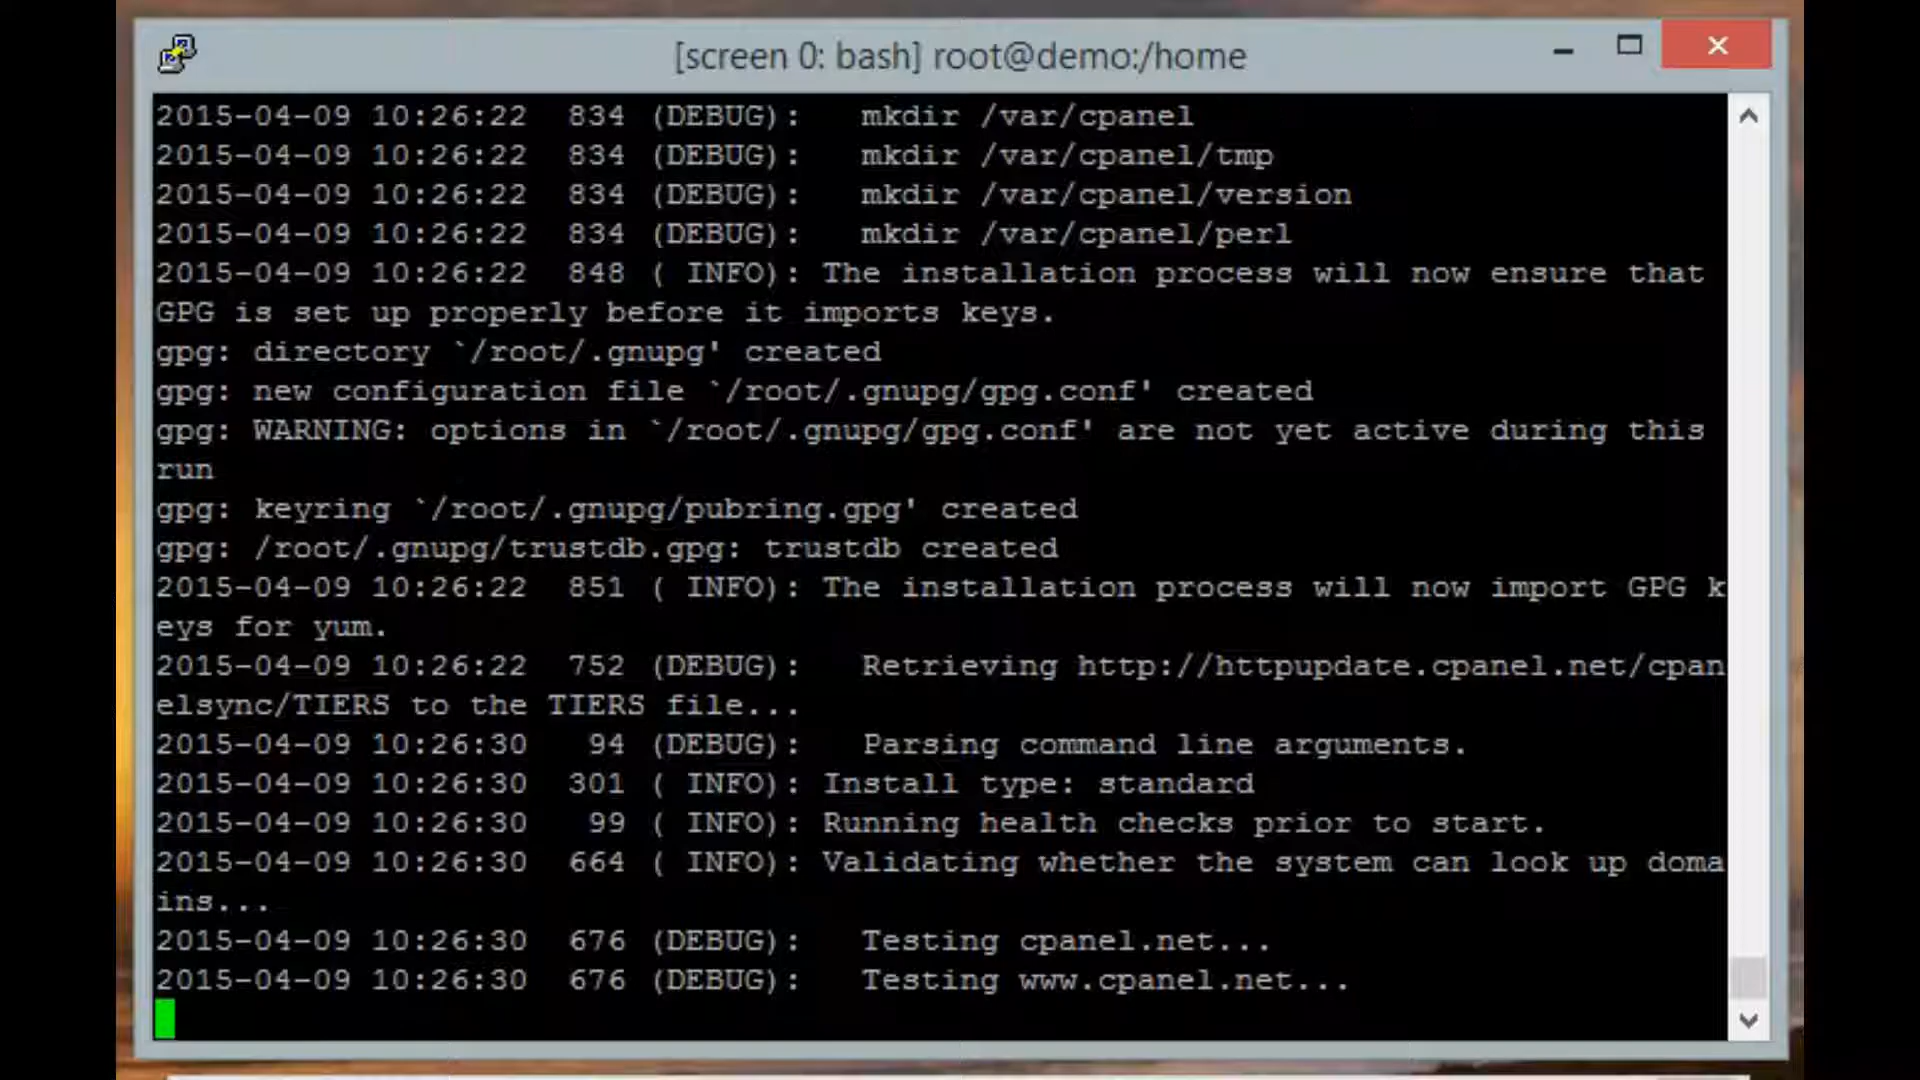 [screen 0: bash] root@demo:/home
2015-04-09 10:26:22  834 (DEBUG):   mkdir /var/cpanel
2015-04-09 10:26:22  834 (DEBUG):   mkdir /var/cpanel/tmp
2015-04-09 10:26:22  834 (DEBUG):   mkdir /var/cpanel/version
2015-04-09 10:26:22  834 (DEBUG):   mkdir /var/cpanel/perl
2015-04-09 10:26:22  848 ( INFO): The installation process will now ensure that
GPG is set up properly before it imports keys.
gpg: directory `/root/.gnupg' created
gpg: new configuration file `/root/.gnupg/gpg.conf' created
gpg: WARNING: options in `/root/.gnupg/gpg.conf' are not yet active during this
run
gpg: keyring `/root/.gnupg/pubring.gpg' created
gpg: /root/.gnupg/trustdb.gpg: trustdb created
2015-04-09 10:26:22  851 ( INFO): The installation process will now import GPG k
eys for yum.
2015-04-09 10:26:22  752 (DEBUG):   Retrieving http://httpupdate.cpanel.net/cpan
elsync/TIERS to the TIERS file...
2015-04-09 10:26:30   94 (DEBUG):   Parsing command line arguments.
2015-04-09 10:26:30  301 ( INFO): Install type: standard
2015-04-09 10:26:30   99 ( INFO): Running health checks prior to start.
2015-04-09 10:26:30  664 ( INFO): Validating whether the system can look up doma
ins...
2015-04-09 10:26:30  676 (DEBUG):   Testing cpanel.net...
2015-04-09 10:26:30  676 (DEBUG):   Testing www.cpanel.net...